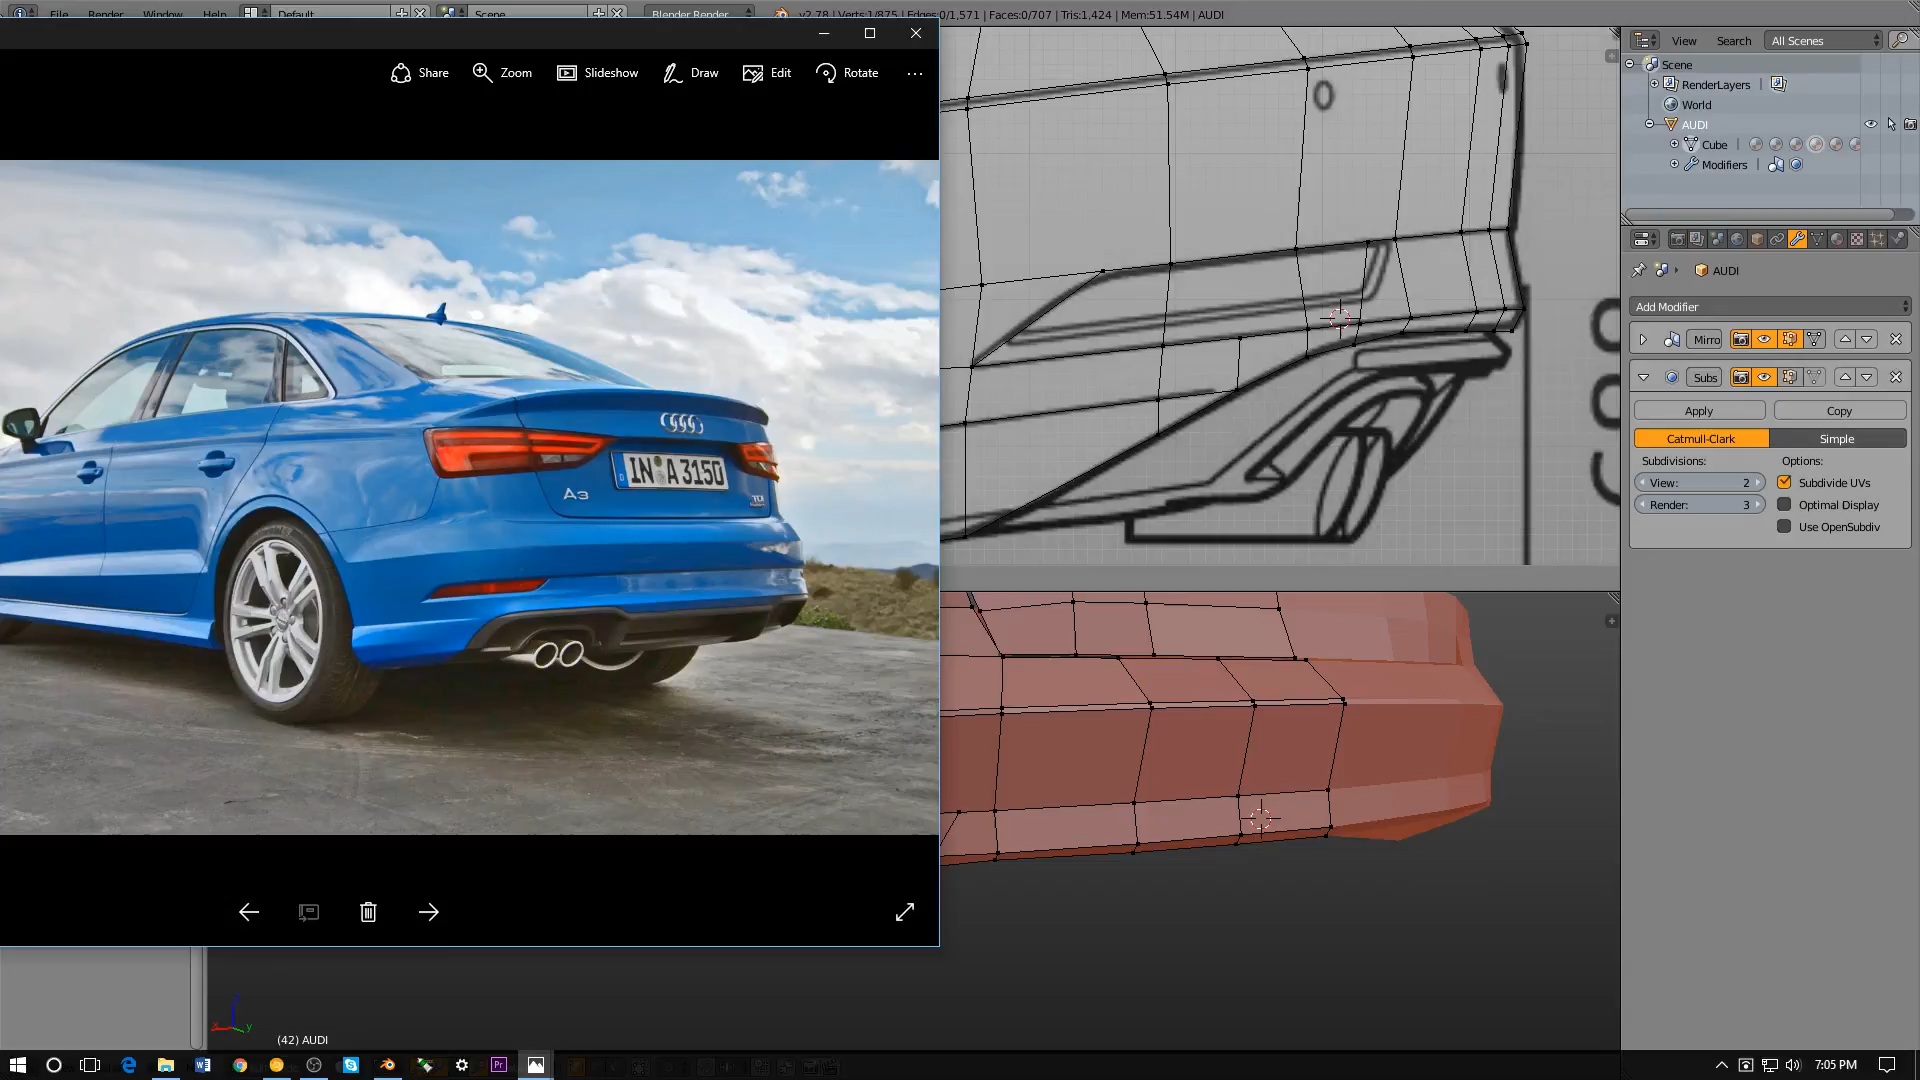 File Render Window Help Default Scene Blender Render v2.78 | Verts:1/875 | Edges:0/1,571 | Faces:0/707 | Tris:1,424 | Mem:51.54M | AUDI
View Search All Scenes
Share Zoom Slideshow Draw Edit Rotate
Scene
RenderLayers
World
AUDI
Cube
Modifiers
AUDI
Add Modifier
Mirro
Subs
Apply Copy
Catmull-Clark Simple
Subdivisions: Options:
View: 2 Subdivide UVs
Render: 3 Optimal Display
Use OpenSubdiv
IN A 3150
A3
TDI
(42) AUDI
7:05 PM